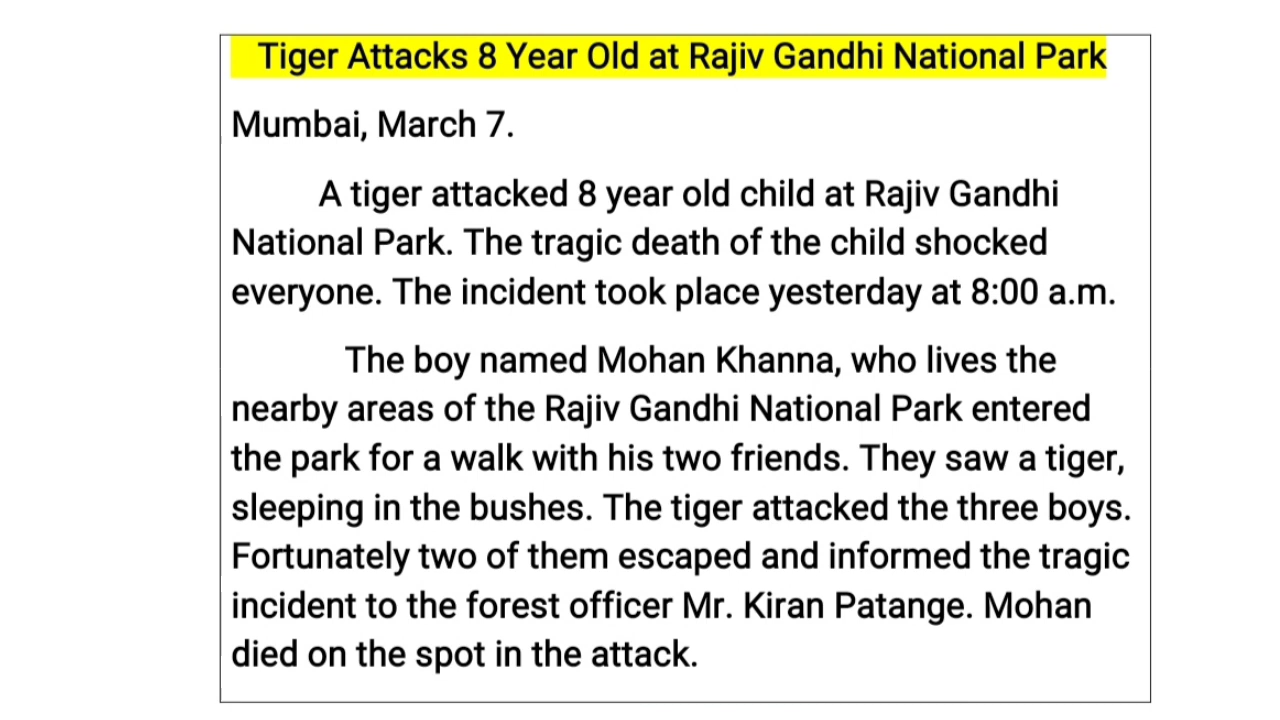 Tiger Attacks 8 Year Old at Rajiv Gandhi National Park
Mumbai, March 7.
A tiger attacked 8 year old child at Rajiv Gandhi
National Park. The tragic death of the child shocked
everyone. The incident took place yesterday at 8:00 a.m.
The boy named Mohan Khanna, who lives the
nearby areas of the Rajiv Gandhi National Park entered
the park for a walk with his two friends. They saw a tiger,
sleeping in the bushes. The tiger attacked the three boys.
Fortunately two of them escaped and informed the tragic
incident to the forest officer Mr. Kiran Patange. Mohan
died on the spot in the attack.